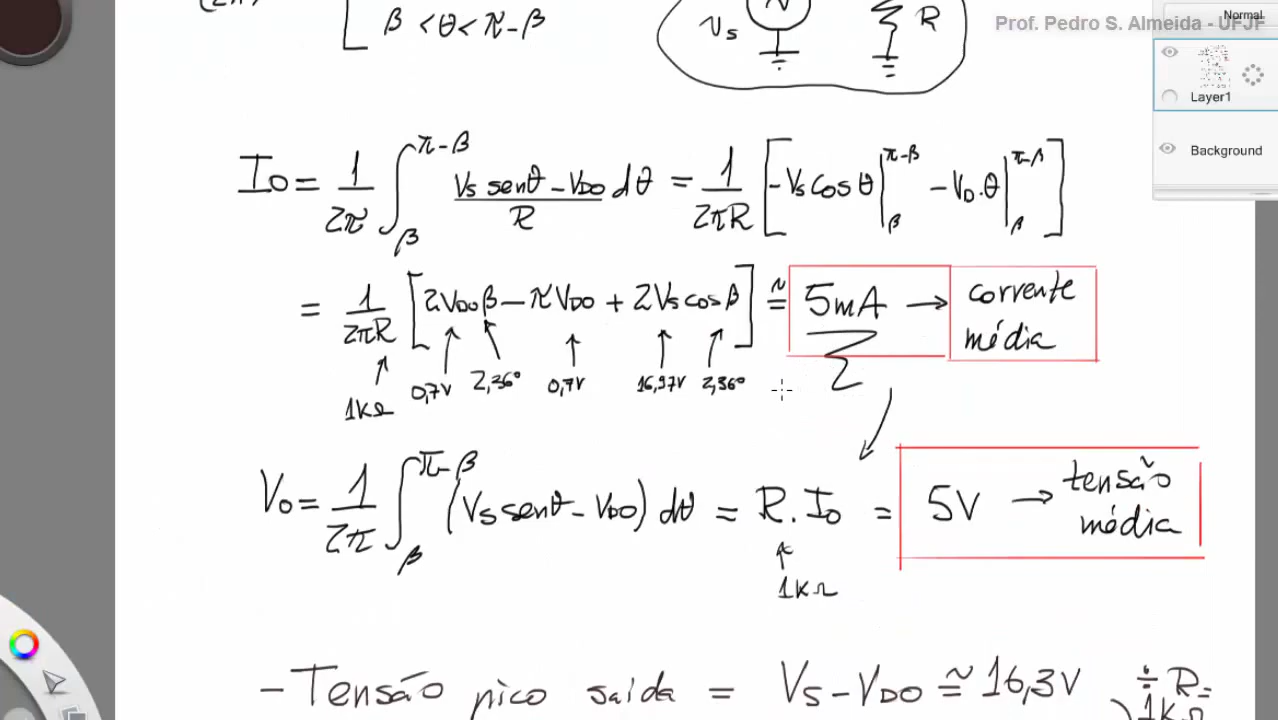 Normal
Prof. Pedro S. Almeida - UFJF
β < θ < π-β
Vs
R
Layer1
Background
Io = 1/2π ∫ β π-β (Vs senθ - VDO)/R dθ = 1/2πR [-Vs cos θ | β π-β - VD.θ | β π-β]
= 1/2πR [2VDO β - π VDO + 2Vs cos β] ≅ 5mA → corrente média
1KΩ 0,7V 2,36° 0,7V 16,97V 2,36°
Vo = 1/2π ∫ β π-β (Vs senθ - VDO) dθ = R.Io = 5V → tensão média
1KΩ
- Tensão pico saída = Vs - VDO ≅ 16,3V ÷ R=
1KΩ